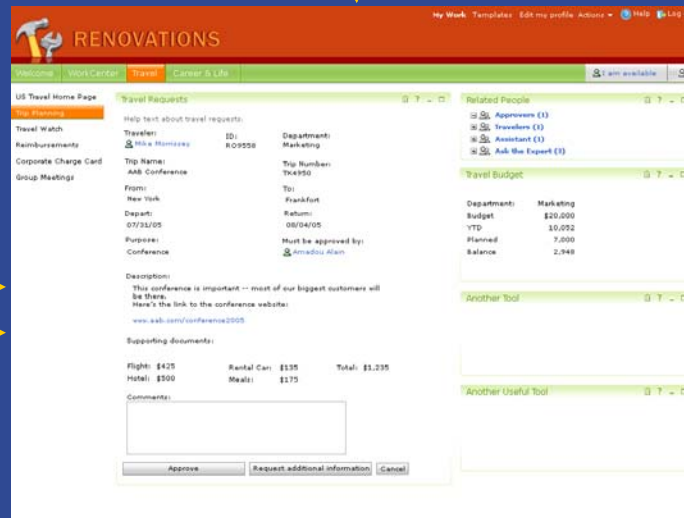 My Work Templates Edit my profile Actions Help Log
RENOVATIONS
Welcome WorkCenter Travel Career & Life
I am available
US Travel Home Page
Trip Planning
Travel Watch
Reimbursements
Corporate Charge Card
Group Meetings
Travel Requests
Help text about travel requests.
Traveler: ID: Department:
Mike Morrissey RO9558 Marketing
Trip Name: Trip Number:
AAB Conference TK4950
From: To:
New York Frankfort
Depart: Return:
07/31/05 08/04/05
Purpose: Must be approved by:
Conference Amadou Alain
Description:
This conference is important -- most of our biggest customers will
be there.
Here's the link to the conference website:
www.aab.com/conference2005
Supporting documents:
Flight: $425 Rental Car: $135 Total: $1,235
Hotel: $500 Meals: $175
Comments:
Approve Request additional information Cancel
Related People
Approvers (1)
Travelers (1)
Assistant (1)
Ask the Expert (3)
Travel Budget
Department: Marketing
Budget $20,000
YTD 10,052
Planned 7,000
Balance 2,948
Another Tool
Another Useful Tool